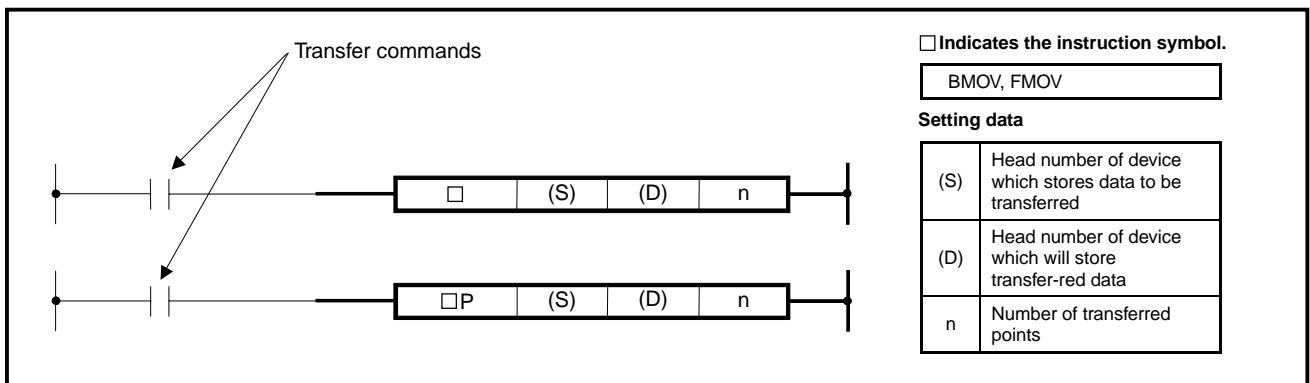 Transfer commands
□ (S) (D) n
□P (S) (D) n
□ Indicates the instruction symbol.
BMOV, FMOV
Setting data
(S) Head number of device
which stores data to be
transferred
(D) Head number of device
which will store
transfer-red data
n Number of transferred
points